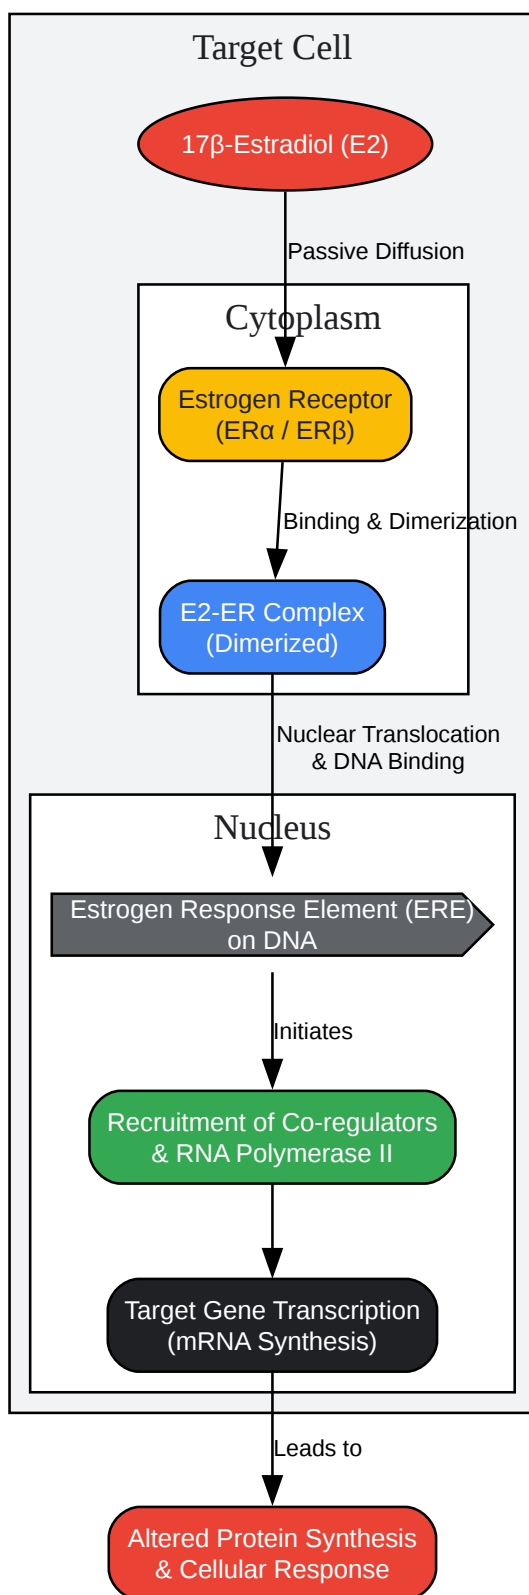 Target Cell
17β-Estradiol (E2)
Passive Diffusion
Cytoplasm
Estrogen Receptor
(ERα / ERβ)
Binding & Dimerization
E2-ER Complex
(Dimerized)
Nuclear Translocation
& DNA Binding
Nucleus
Estrogen Response Element (ERE)
on DNA
Initiates
Recruitment of Co-regulators
& RNA Polymerase II
Target Gene Transcription
(mRNA Synthesis)
Leads to
Altered Protein Synthesis
& Cellular Response